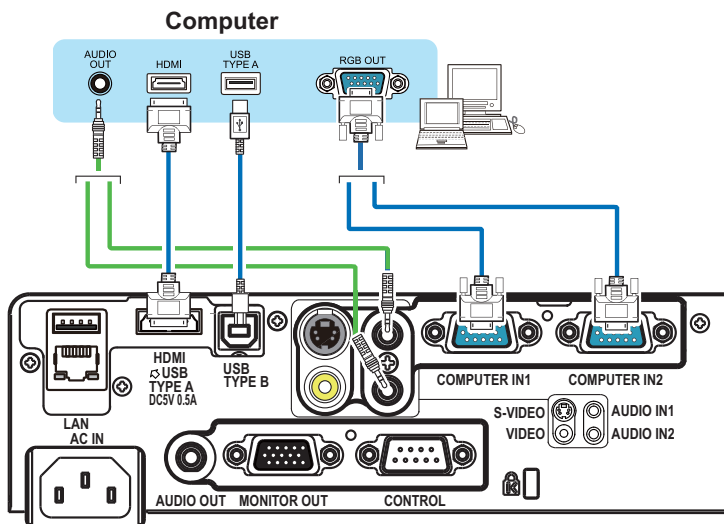 Computer
AUDIO
OUT
HDMI
USB
TYPE A
RGB OUT
HDMI
USB
TYPE A
DC5V 0.5A
USB
TYPE B
LAN
AC IN
COMPUTER IN1
COMPUTER IN2
S-VIDEO
AUDIO IN1
VIDEO
AUDIO IN2
AUDIO OUT
MONITOR OUT
CONTROL
K